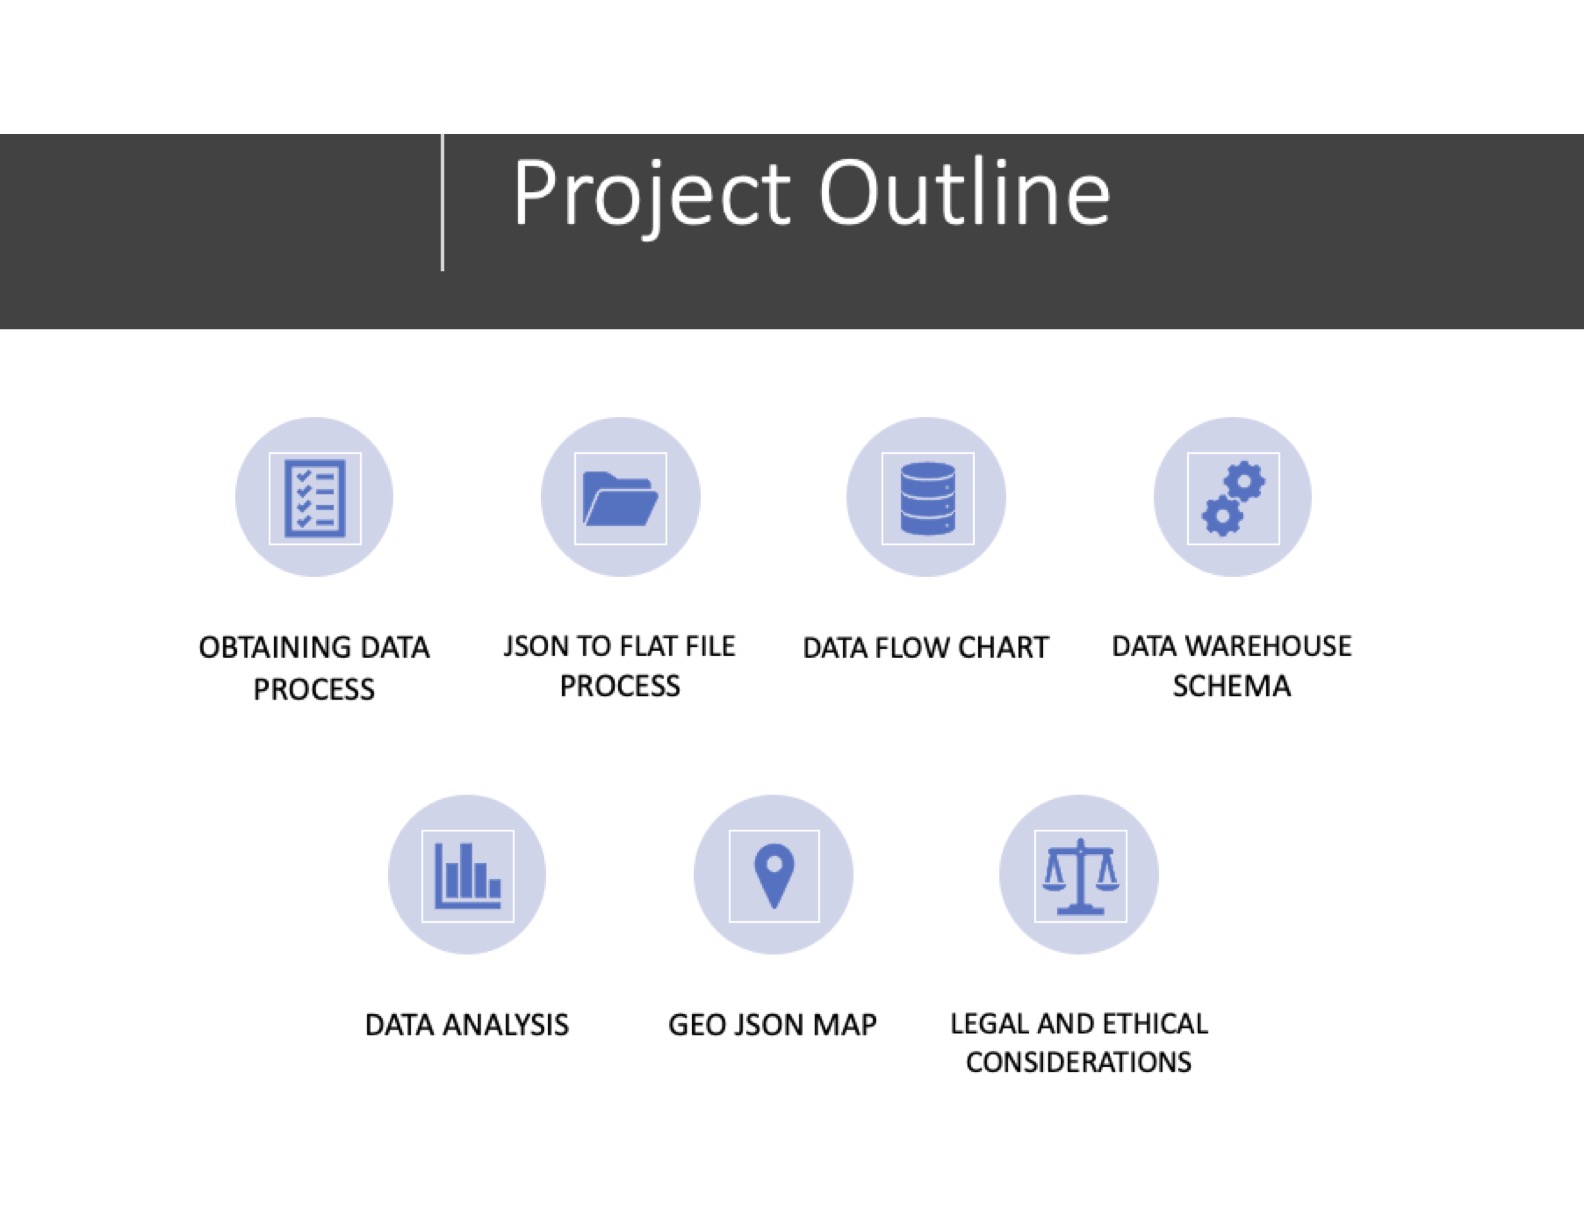 Project Outline
OBTAINING DATA
PROCESS
JSON TO FLAT FILE
PROCESS
DATA FLOW CHART
DATA WAREHOUSE
SCHEMA
DATA ANALYSIS
GEO JSON MAP
LEGAL AND ETHICAL
CONSIDERATIONS